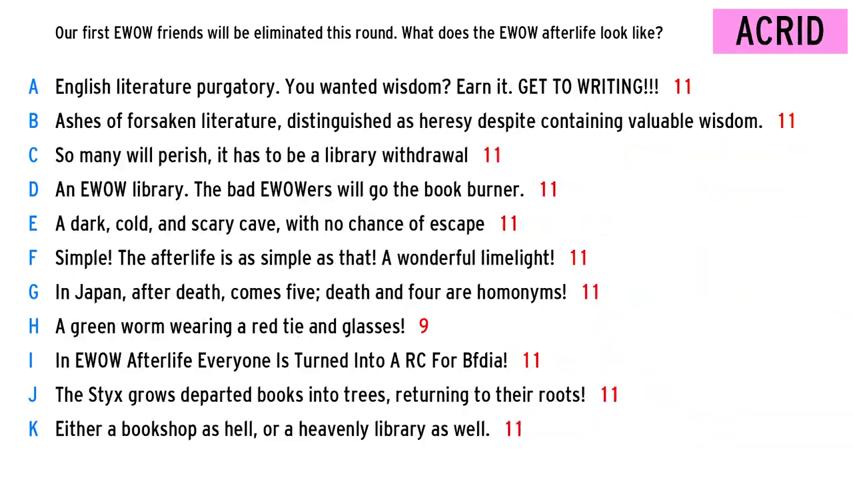 Our first EWOW friends will be eliminated this round. What does the EWOW afterlife look like?
ACRID
A English literature purgatory. You wanted wisdom? Earn it. GET TO WRITING!!! 11
B Ashes of forsaken literature, distinguished as heresy despite containing valuable wisdom. 11
C So many will perish, it has to be a library withdrawal 11
D An EWOW library. The bad EWOWers will go the book burner. 11
E A dark, cold, and scary cave, with no chance of escape 11
F Simple! The afterlife is as simple as that! A wonderful limelight! 11
G In Japan, after death, comes five; death and four are homonyms! 11
H A green worm wearing a red tie and glasses! 9
I In EWOW Afterlife Everyone Is Turned Into A RC For Bfdia! 11
J The Styx grows departed books into trees, returning to their roots! 11
K Either a bookshop as hell, or a heavenly library as well. 11